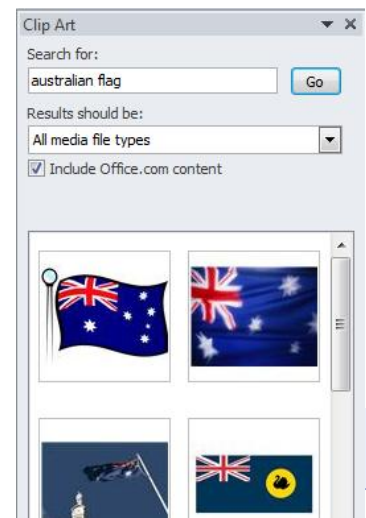 Clip Art
Search for:
australian flag
Go
Results should be:
All media file types
Include Office.com content